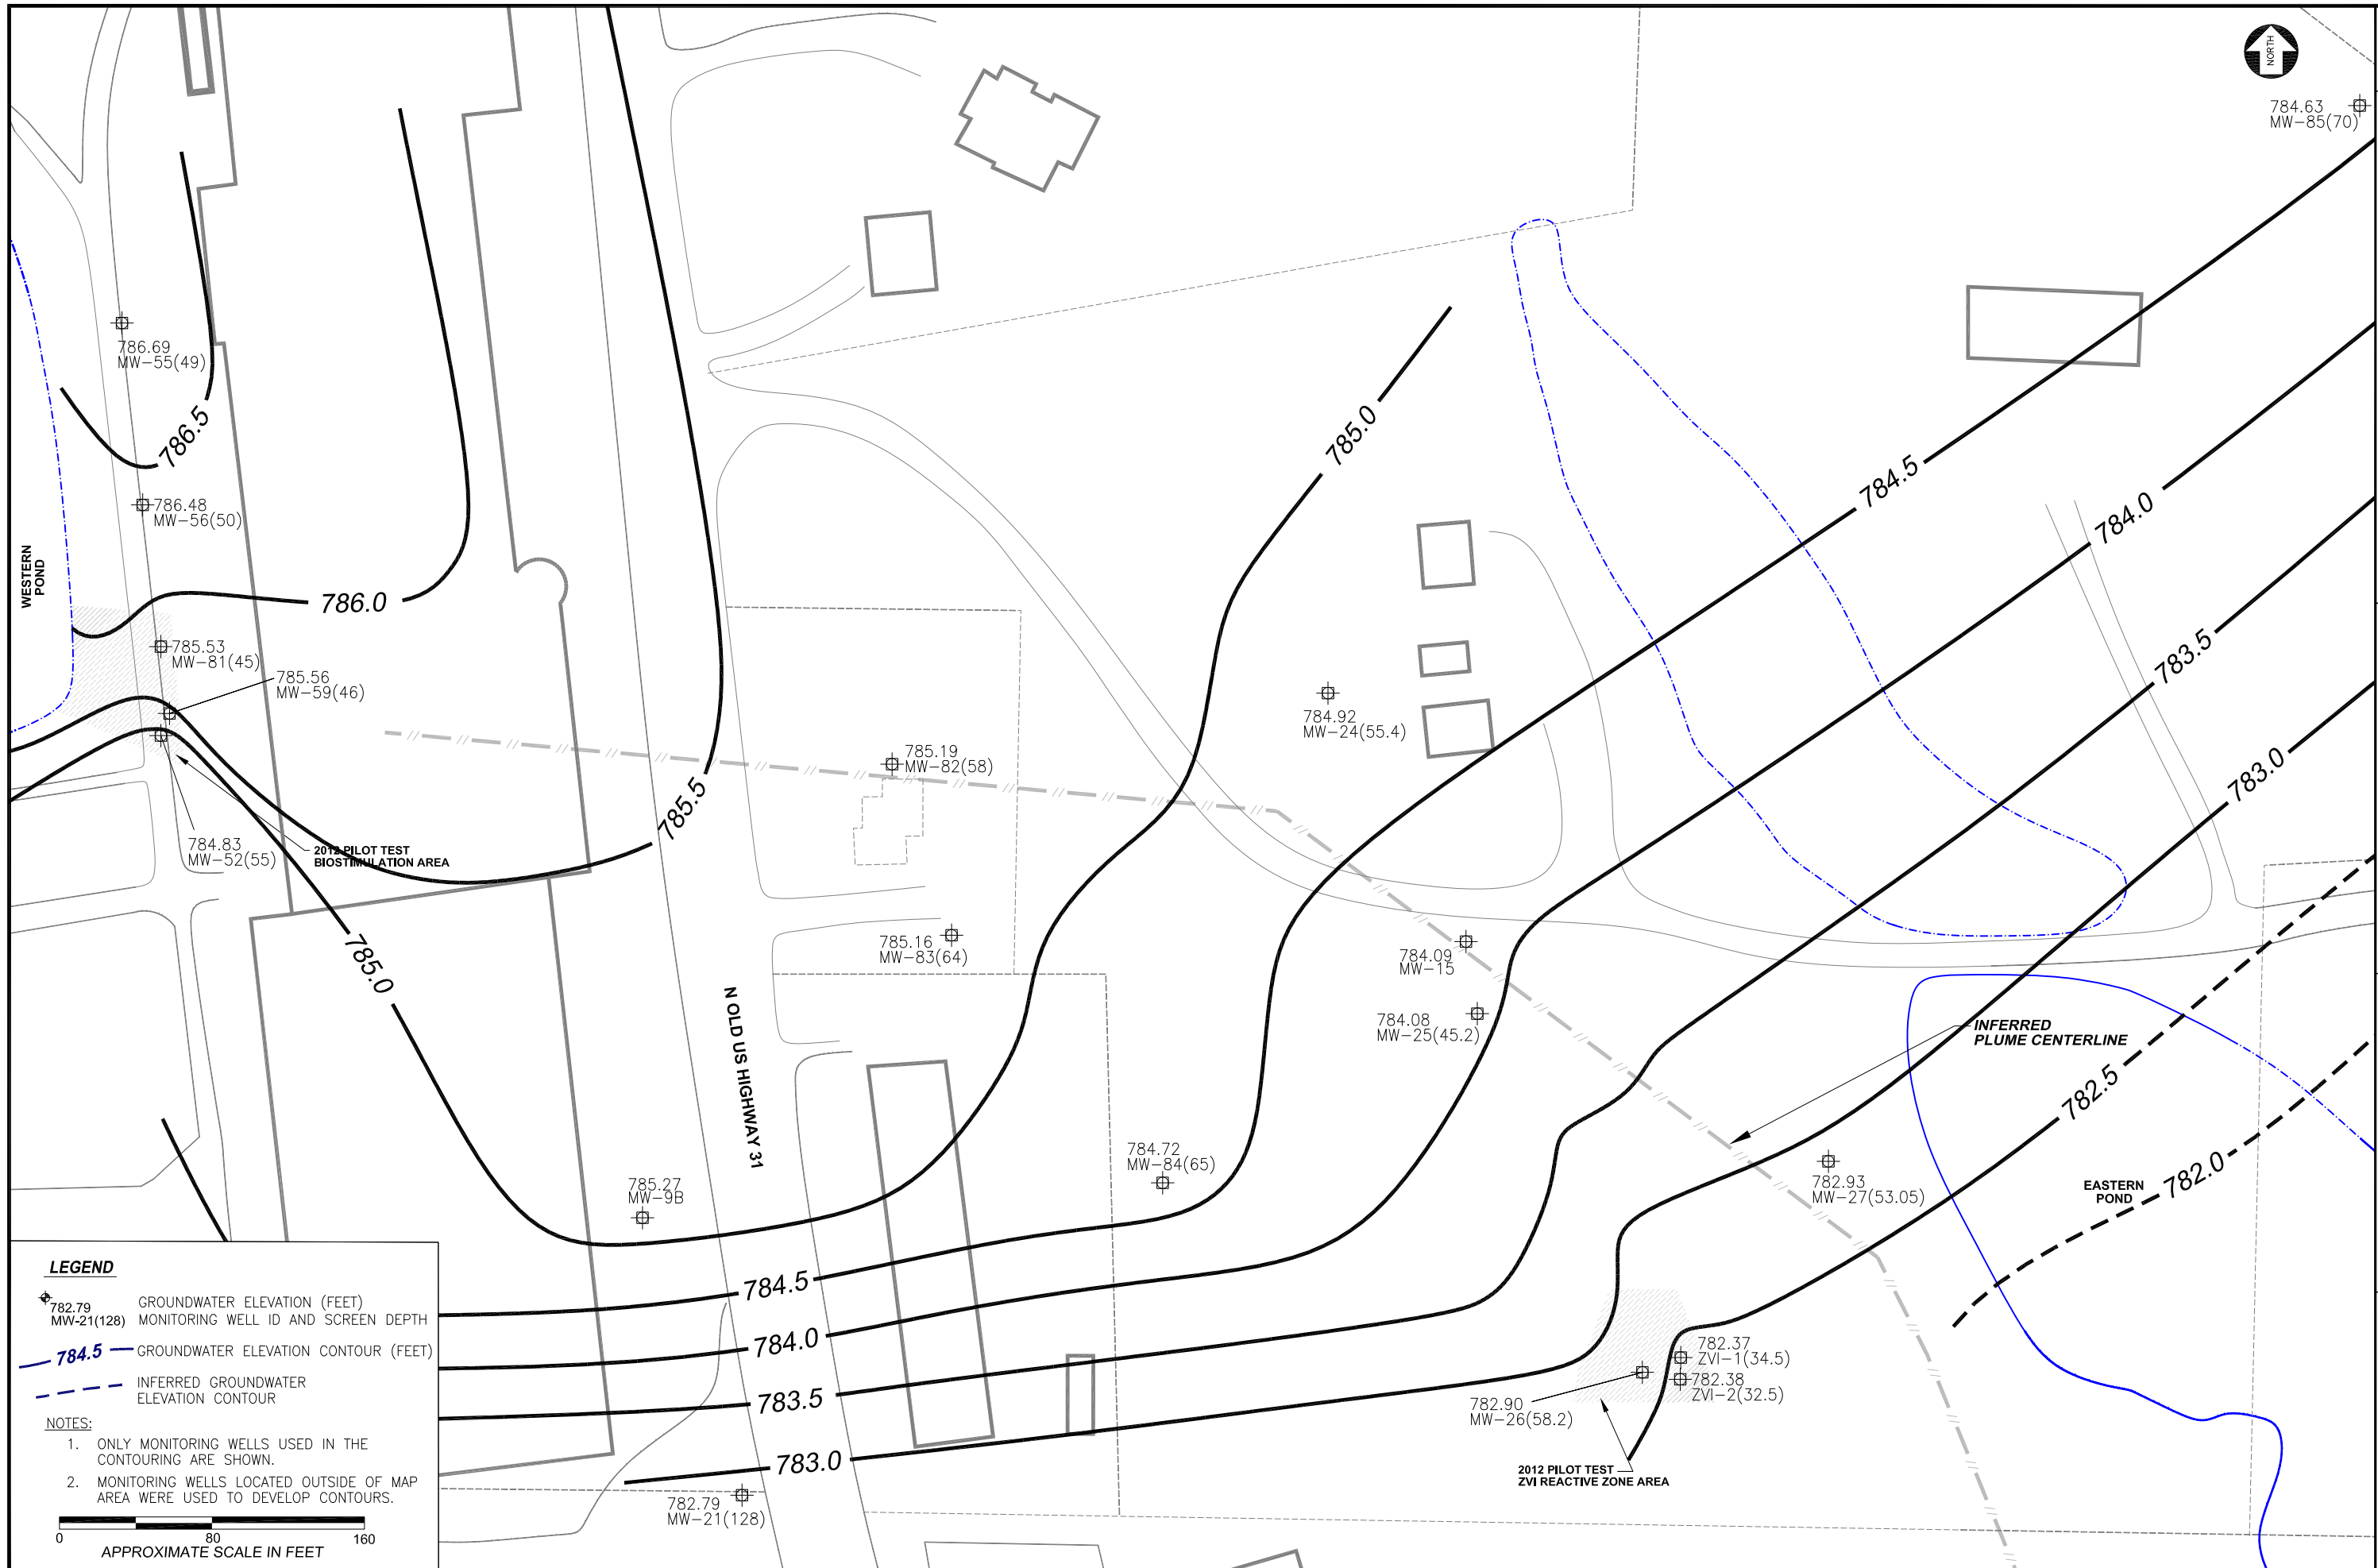 NORTH
784.63
MW-85(70)
786.69
MW-55(49)
786.5
785.0
784.5
786.48
MW-56(50)
784.0
WESTERN
POND
786.0
785.53
MW-81(45)
783.5
785.56
MW-59(46)
784.92
MW-24(55.4)
785.19
MW-82(58)
783.0
785.5
784.83
MW-52(55)
2012 PILOT TEST
BIOSTIMULATION AREA
785.0
785.16
MW-83(64)
784.09
MW-15
N OLD US HIGHWAY 31
784.08
MW-25(45.2)
INFERRED
PLUME CENTERLINE
782.5
784.72
MW-84(65)
785.27
MW-9B
782.93
MW-27(53.05)
EASTERN
POND
782.0
784.5
784.0
783.5
783.0
782.37
ZVI-1(34.5)
782.38
ZVI-2(32.5)
782.90
MW-26(58.2)
2012 PILOT TEST
ZVI REACTIVE ZONE AREA
782.79
MW-21(128)
LEGEND
782.79
MW-21(128)
GROUNDWATER ELEVATION (FEET)
MONITORING WELL ID AND SCREEN DEPTH
784.5
GROUNDWATER ELEVATION CONTOUR (FEET)
INFERRED GROUNDWATER
ELEVATION CONTOUR
NOTES:
1. ONLY MONITORING WELLS USED IN THE
CONTOURING ARE SHOWN.
2. MONITORING WELLS LOCATED OUTSIDE OF MAP
AREA WERE USED TO DEVELOP CONTOURS.
0 80 160
APPROXIMATE SCALE IN FEET